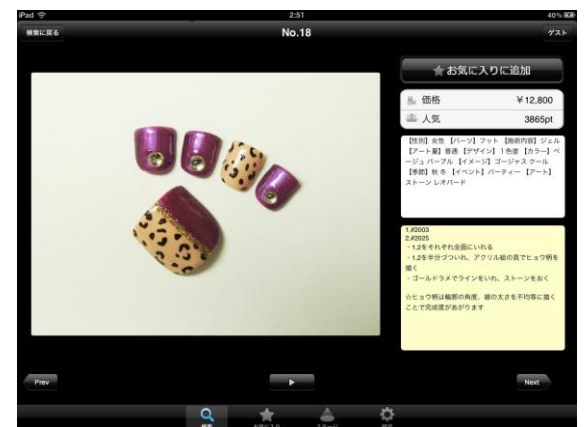 iPad 2:51 40%
検索に戻る No.18 ゲスト
★お気に入りに追加
価格 ¥12,800
人気 3865pt
【性別】女性 【パーツ】フット 【施術内容】ジェル
【アート量】普通 【デザイン】1色塗 【カラー】ベ
ージュ パープル 【イメージ】ゴージャス クール
【季節】秋 冬 【イベント】パーティー 【アート】
ストーン レオパード
1,#2003
2,#2025
・1,2をそれぞれ全面にいれる
・1,2を半分づついれ、アクリル絵の具でヒョウ柄を
描く
・ゴールドラメでラインをいれ、ストーンをおく
☆ヒョウ柄は輪郭の角度、線の太さを不均等に描く
ことで完成度があがります
Prev Next
検索 お気に入り